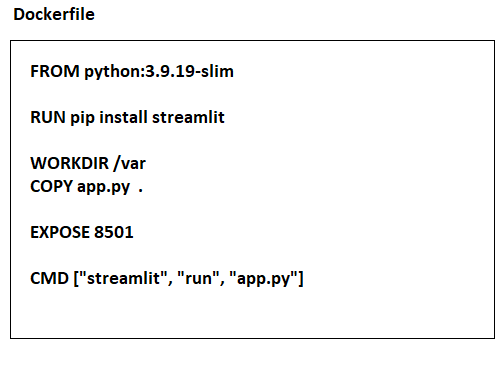 Dockerfile
FROM python:3.9.19-slim
RUN pip install streamlit
WORKDIR /var
COPY app.py .
EXPOSE 8501
CMD ["streamlit", "run", "app.py"]